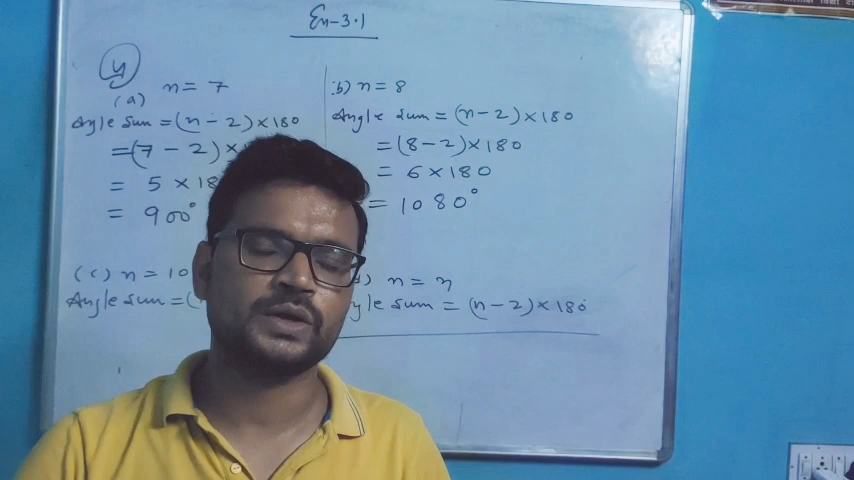 Ex-3.1
4
(a) n = 7
Angle sum = (n - 2) × 180
= (7 - 2) ×
= 5 × 18
= 900°
(b) n = 8
Angle sum = (n - 2) × 180
= (8 - 2) × 180
= 6 × 180
= 1080°
(c) n = 10
Angle sum = (
) n = n
gle sum = (n - 2) × 180